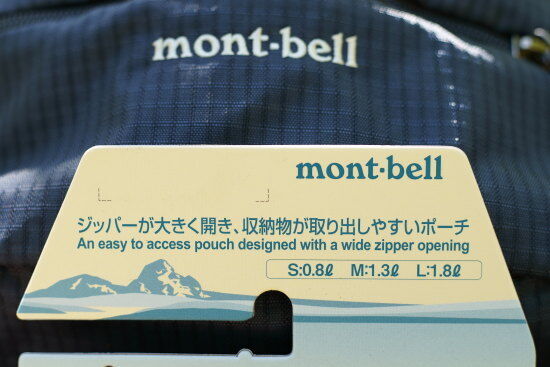 mont-bell
mont-bell
ジッパーが大きく開き、収納物が取り出しやすいポーチ
An easy to access pouch designed with a wide zipper opening
S:0.8ℓ M:1.3ℓ L:1.8ℓ